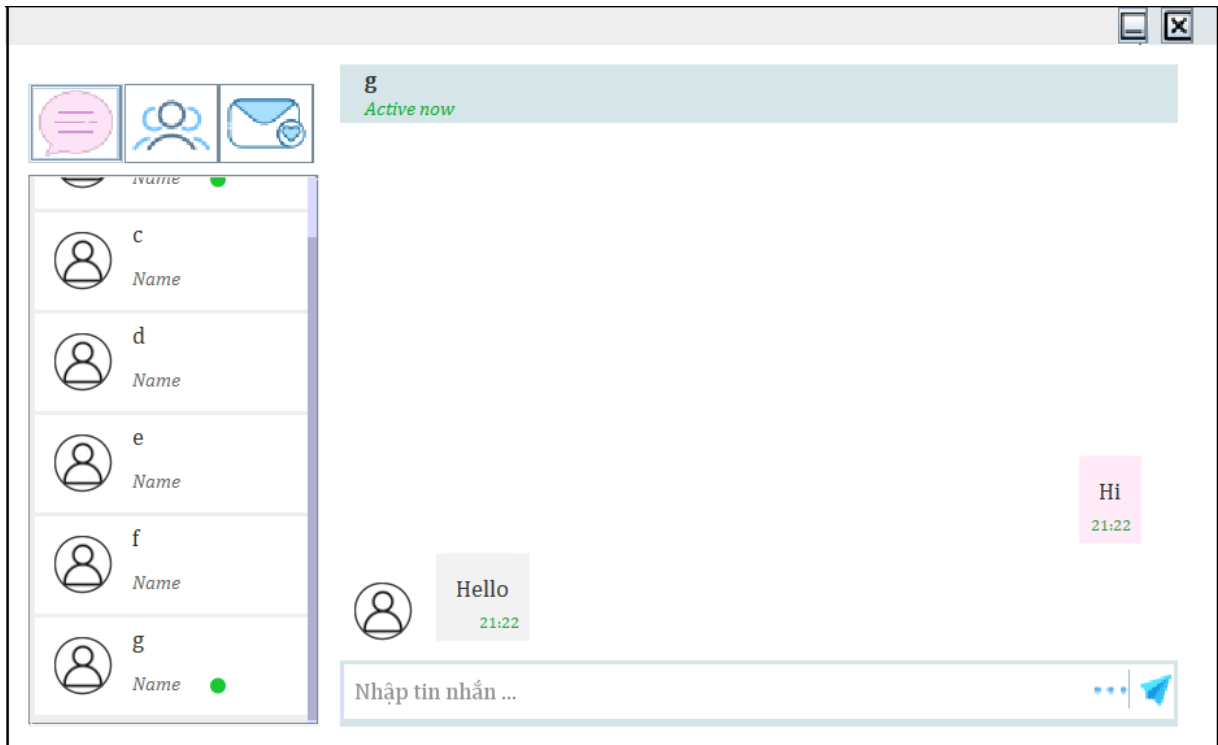 g
Active now
Name
c
Name
d
Name
e
Name
f
Name
g
Name
Hi
21:22
Hello
21:22
Nhập tin nhắn ...